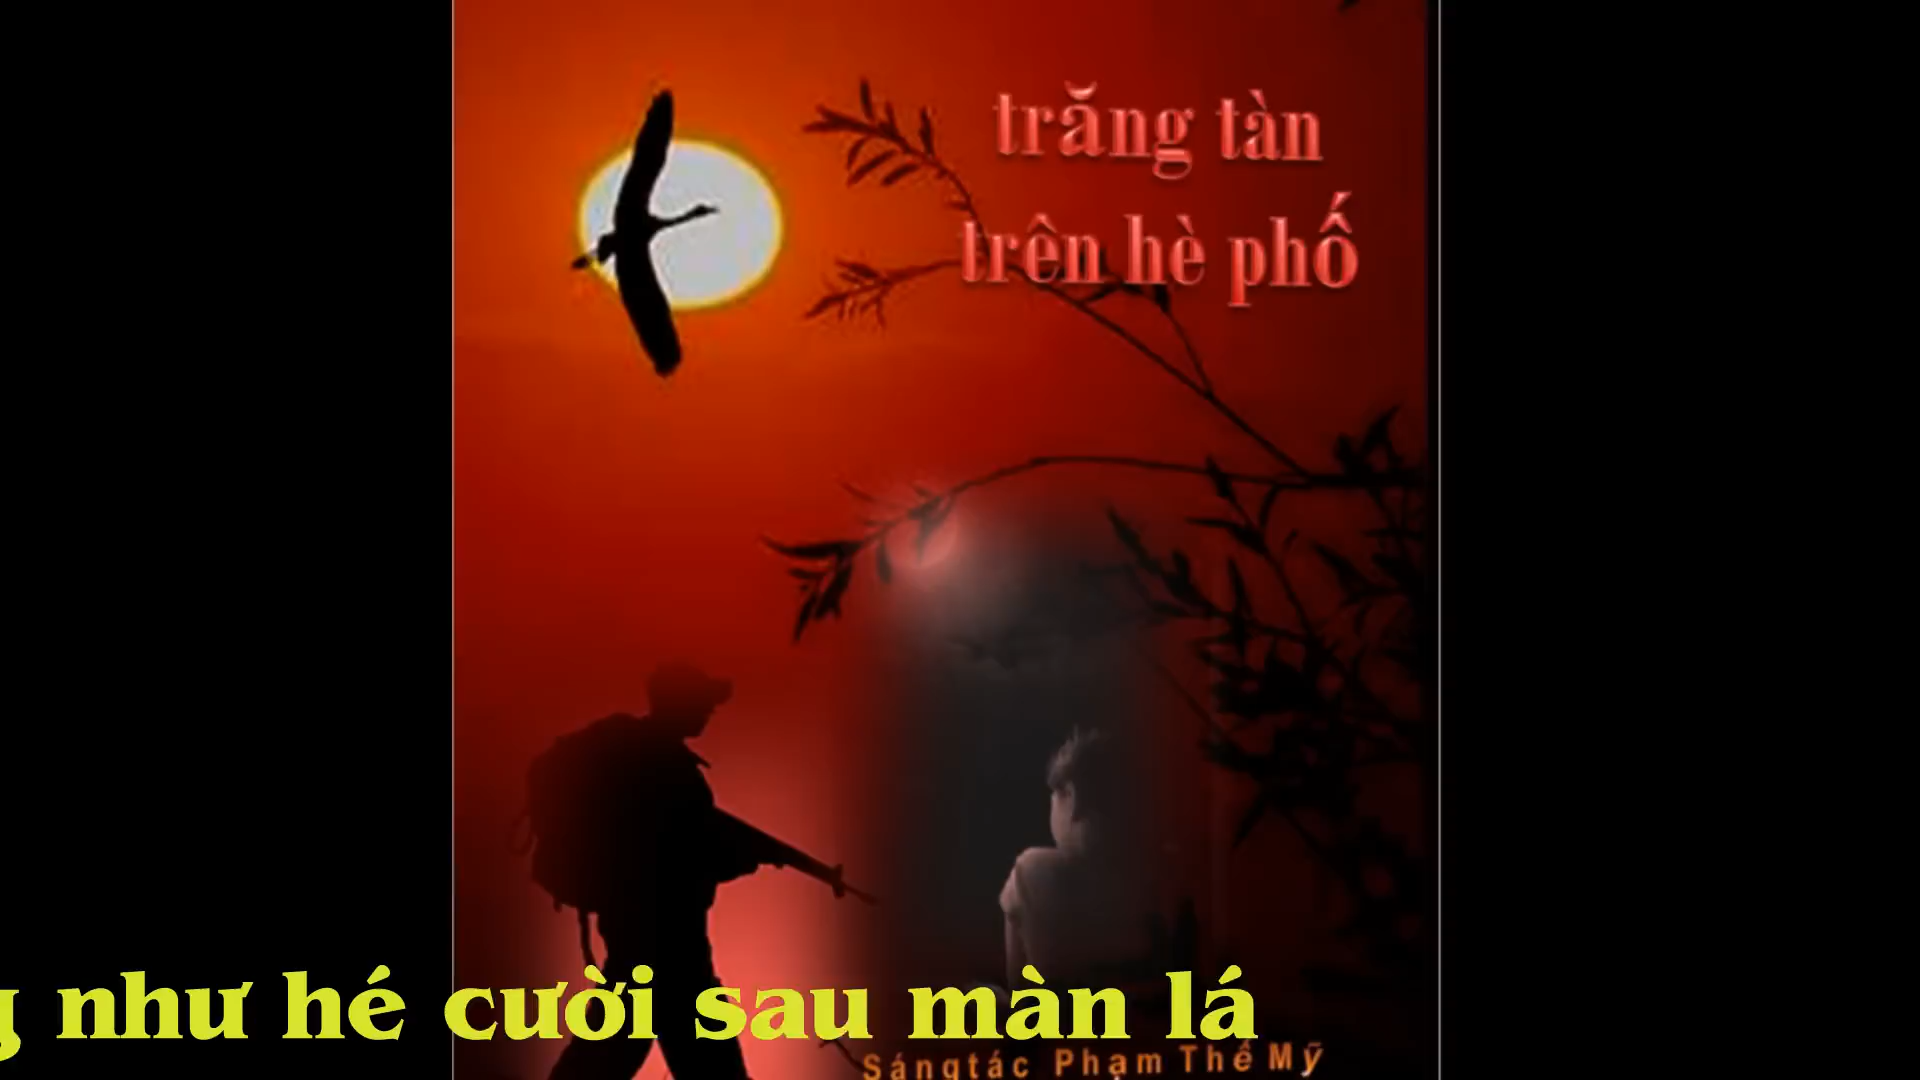 trăng tàn
trên hè phố
như hé cười sau màn lá
Sángtác Phạm Thế Mỹ